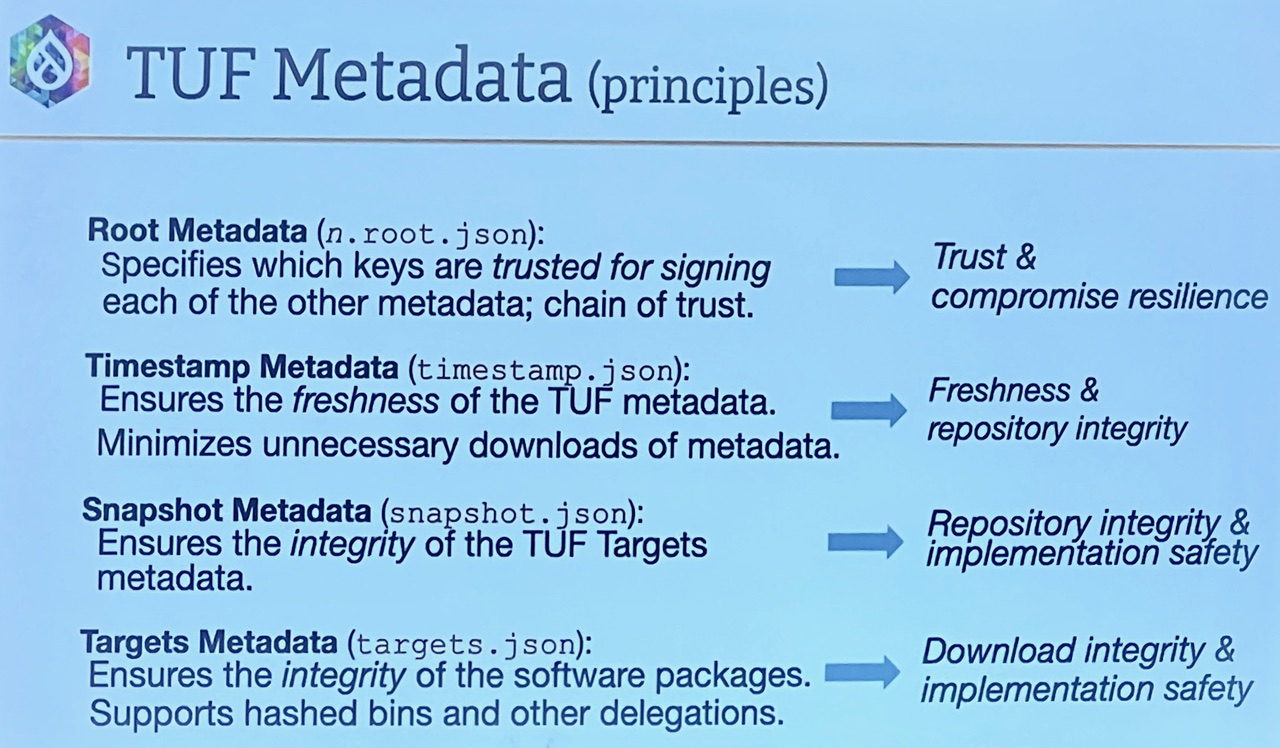 TUF Metadata (principles)
Root Metadata (n.root.json):
Specifies which keys are trusted for signing
each of the other metadata; chain of trust.
Trust &
compromise resilience
Timestamp Metadata (timestamp.json):
Ensures the freshness of the TUF metadata.
Minimizes unnecessary downloads of metadata.
Freshness &
repository integrity
Snapshot Metadata (snapshot.json):
Ensures the integrity of the TUF Targets
metadata.
Repository integrity &
implementation safety
Targets Metadata (targets.json):
Ensures the integrity of the software packages.
Supports hashed bins and other delegations.
Download integrity &
implementation safety